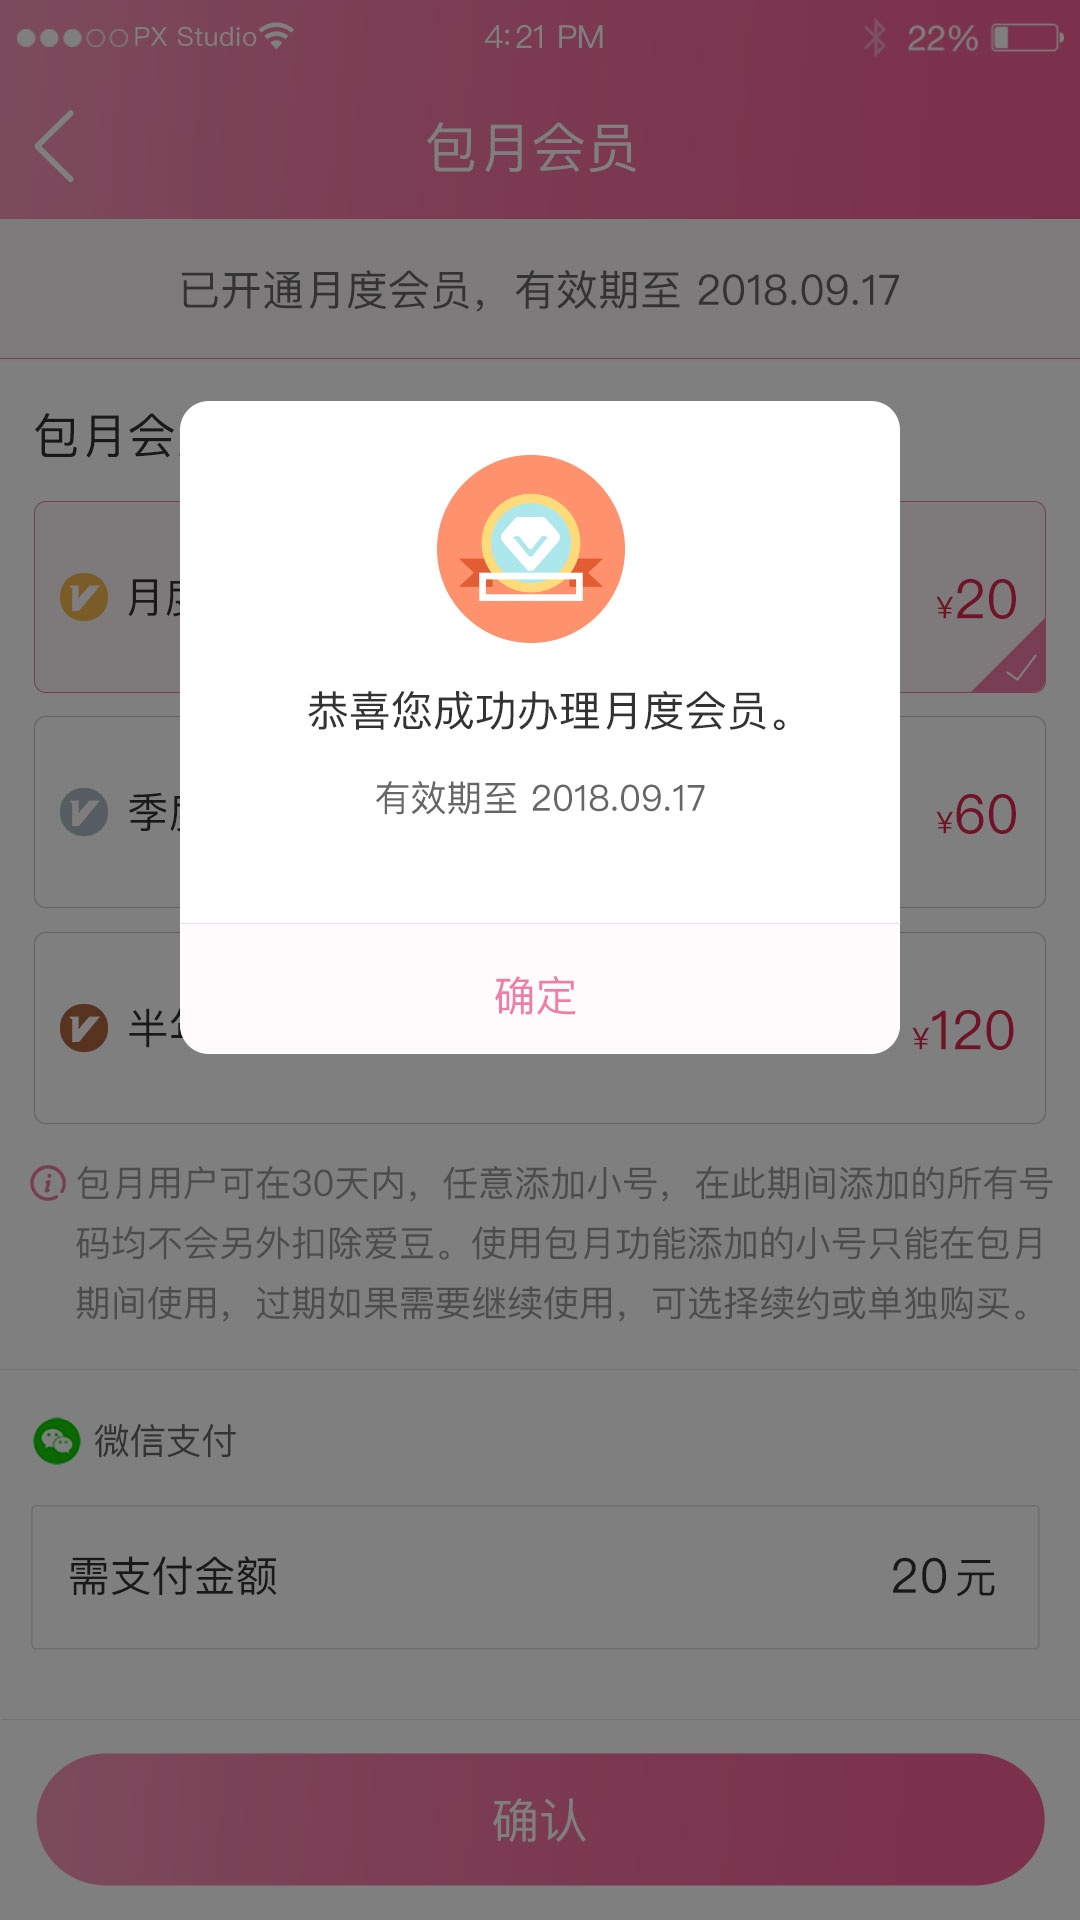 PX Studio 4:21 PM 22%
包月会员
已开通月度会员，有效期至 2018.09.17
包月会
月 ¥20
恭喜您成功办理月度会员。
有效期至 2018.09.17
季 ¥60
确定
半 ¥120
包月用户可在30天内，任意添加小号，在此期间添加的所有号
码均不会另外扣除爱豆。使用包月功能添加的小号只能在包月
期间使用，过期如果需要继续使用，可选择续约或单独购买。
微信支付
需支付金额 20元
确认